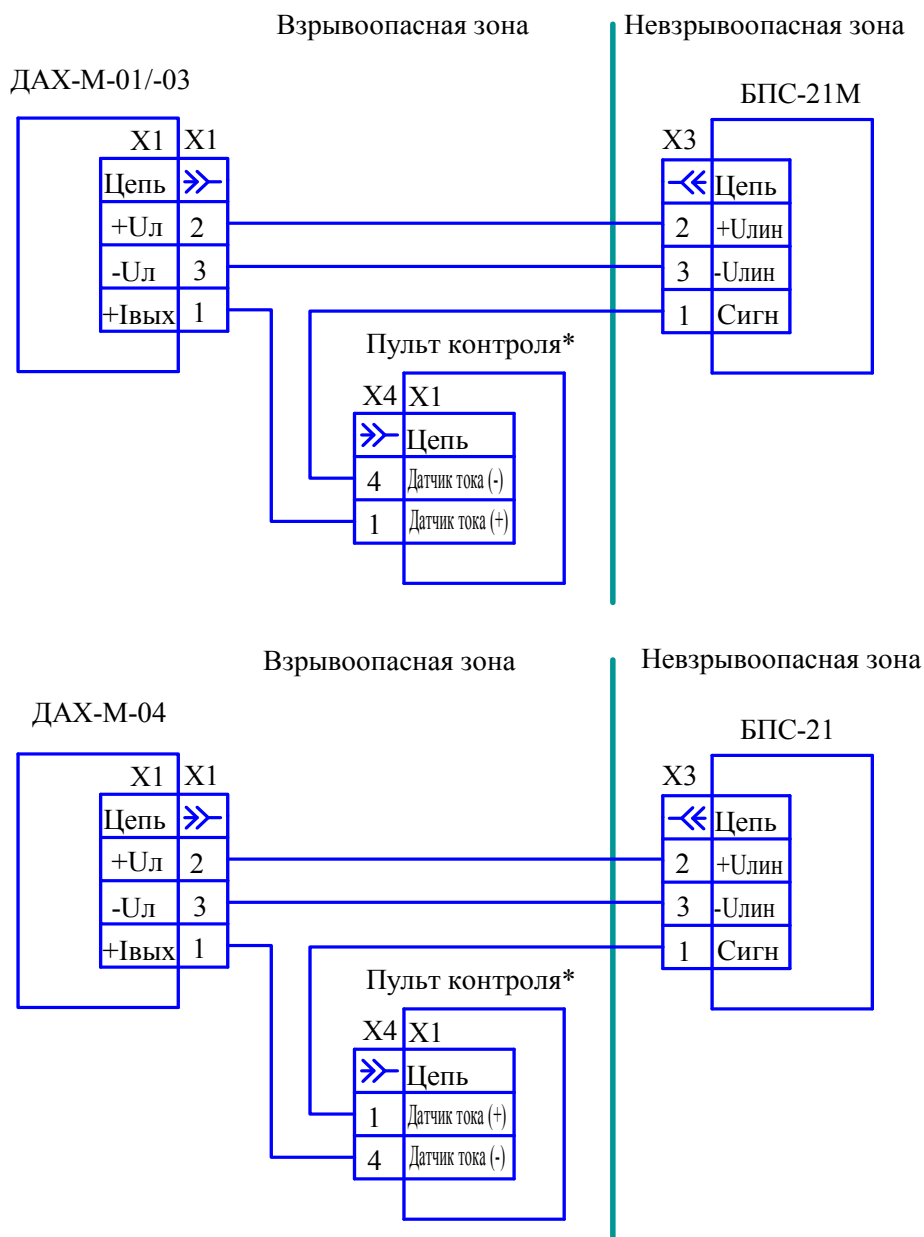 Взрывоопасная зона
Невзрывоопасная зона
ДАХ-М-01/-03
БПС-21М
X1 X1
X3
Цепь
Цепь
+Uл 2
2 +Uлин
-Uл 3
3 -Uлин
+Iвых 1
1 Сигн
Пульт контроля*
X4 X1
Цепь
4 Датчик тока (-)
1 Датчик тока (+)
Взрывоопасная зона
Невзрывоопасная зона
ДАХ-М-04
БПС-21
X1 X1
X3
Цепь
Цепь
+Uл 2
2 +Uлин
-Uл 3
3 -Uлин
+Iвых 1
1 Сигн
Пульт контроля*
X4 X1
Цепь
1 Датчик тока (+)
4 Датчик тока (-)